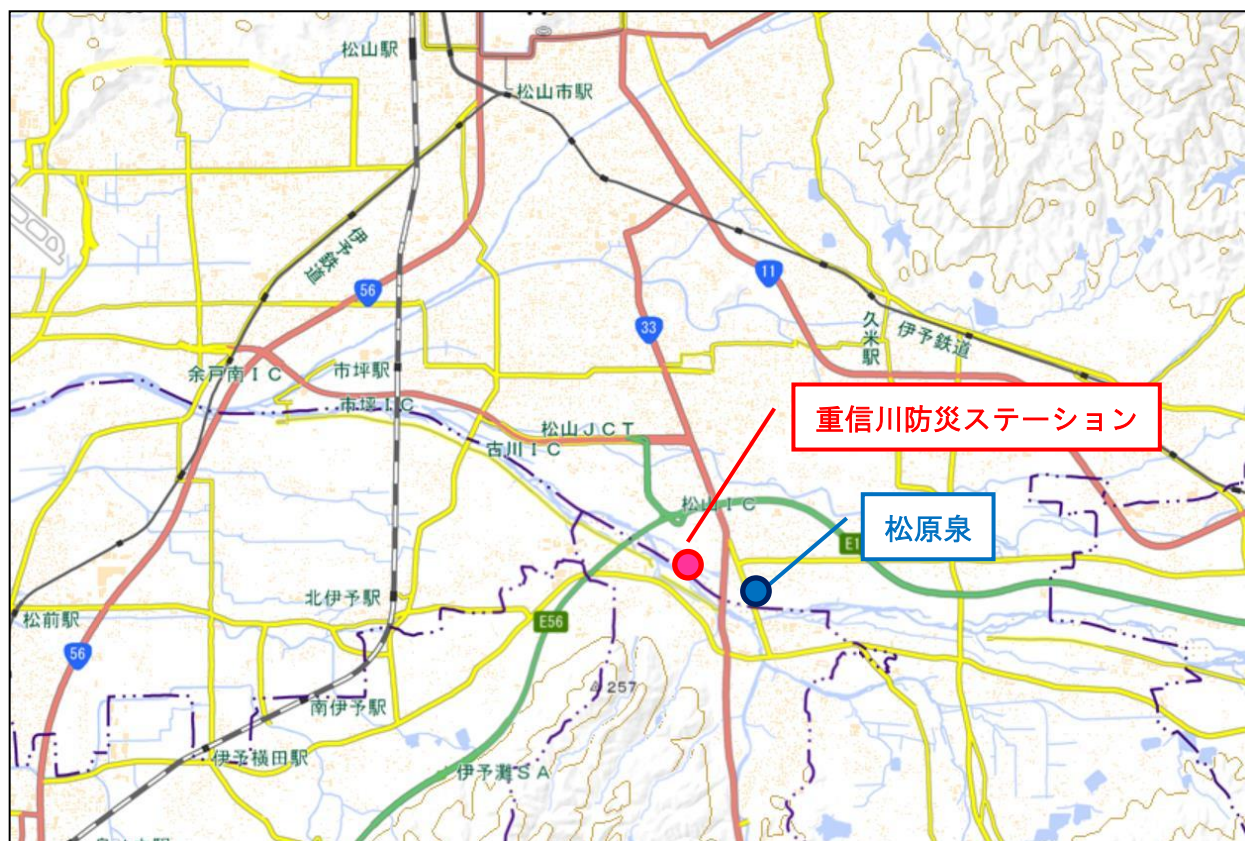 松山駅
松山市駅
伊予鉄道
56
11
33
久米駅
伊予鉄道
余戸南IC
市坪駅
市坪IC
松山JCT
古川IC
重信川防災ステーション
松山IC
松原泉
E1
北伊予駅
松前駅
E56
56
257
南伊予駅
伊予横田駅
伊予灘SA